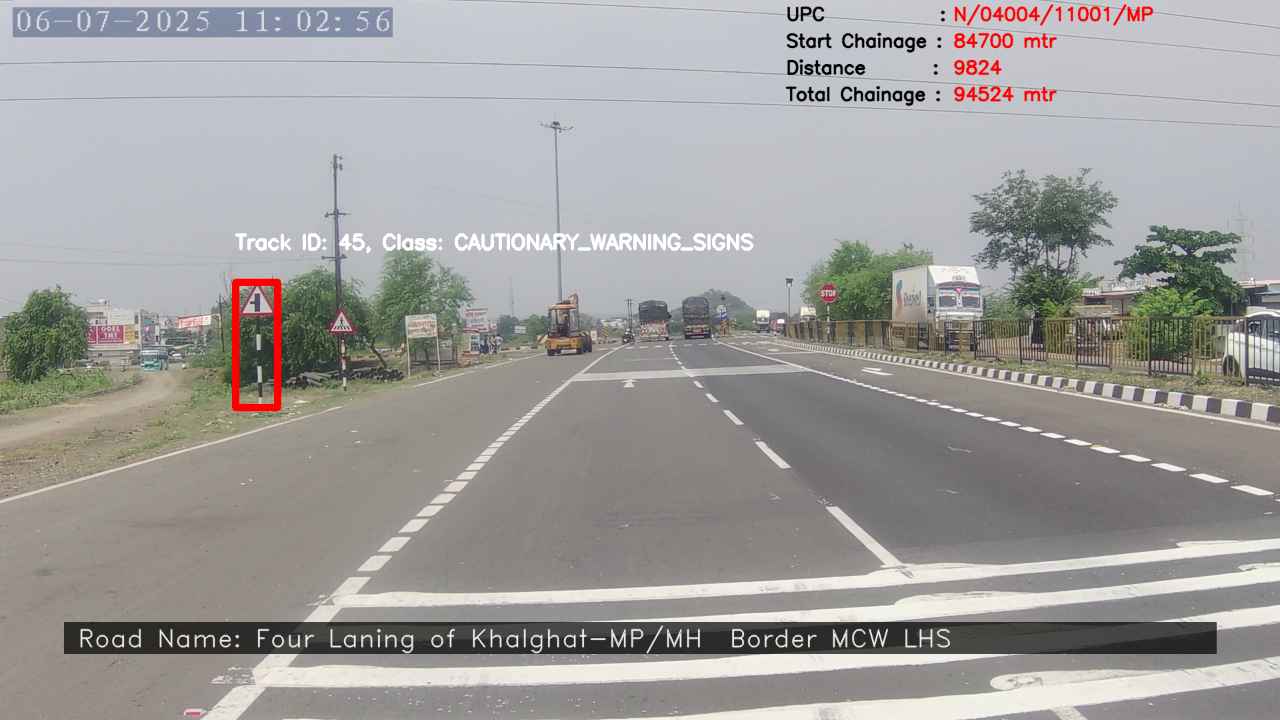 06-07-2025 11:02:56
UPC : N/04004/11001/MP
Start Chainage : 84700 mtr
Distance : 9824
Total Chainage : 94524 mtr
Track ID: 45, Class: CAUTIONARY_WARNING_SIGNS
STOP
Road Name: Four Laning of Khalghat-MP/MH Border MCW LHS